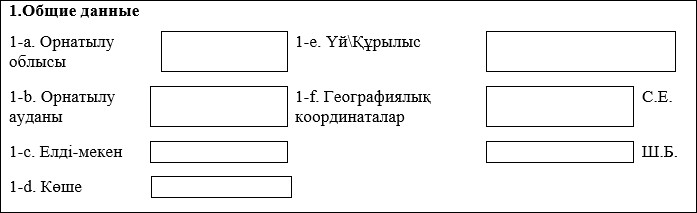 1.Общие данные
1-a. Орнатылу 1-e. Үй\Құрылыс
облысы
1-b. Орнатылу 1-f. Географиялық С.Е.
ауданы координаталар
1-c. Елді-мекен Ш.Б.
1-d. Көше